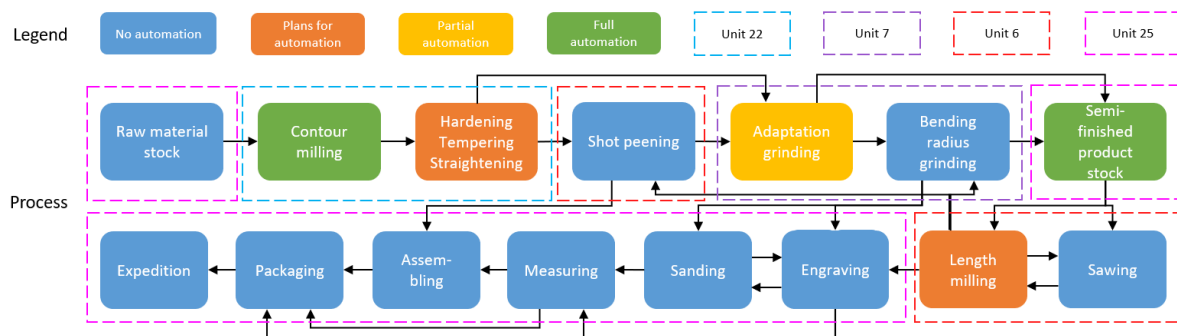 Legend
No automation
Plans for
automation
Partial
automation
Full
automation
Unit 22
Unit 7
Unit 6
Unit 25
Process
Raw material
stock
Contour
milling
Hardening
Tempering
Straightening
Shot peening
Adaptation
grinding
Bending
radius
grinding
Semi-
finished
product
stock
Expedition
Packaging
Assem-
bling
Measuring
Sanding
Engraving
Length
milling
Sawing